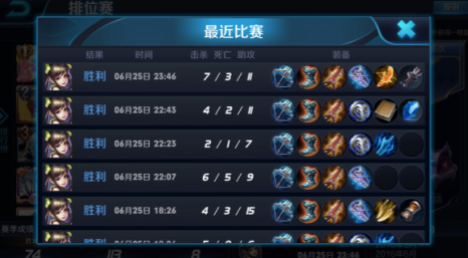 排位赛
最近比赛
结果 时间 击杀 死亡 助攻 装备
胜利 06月25日 23:46 7 / 3 / 11
胜利 06月25日 22:43 4 / 2 / 11
胜利 06月25日 22:23 2 / 1 / 7
胜利 06月25日 22:07 6 / 5 / 9
胜利 06月25日 18:26 4 / 3 / 15